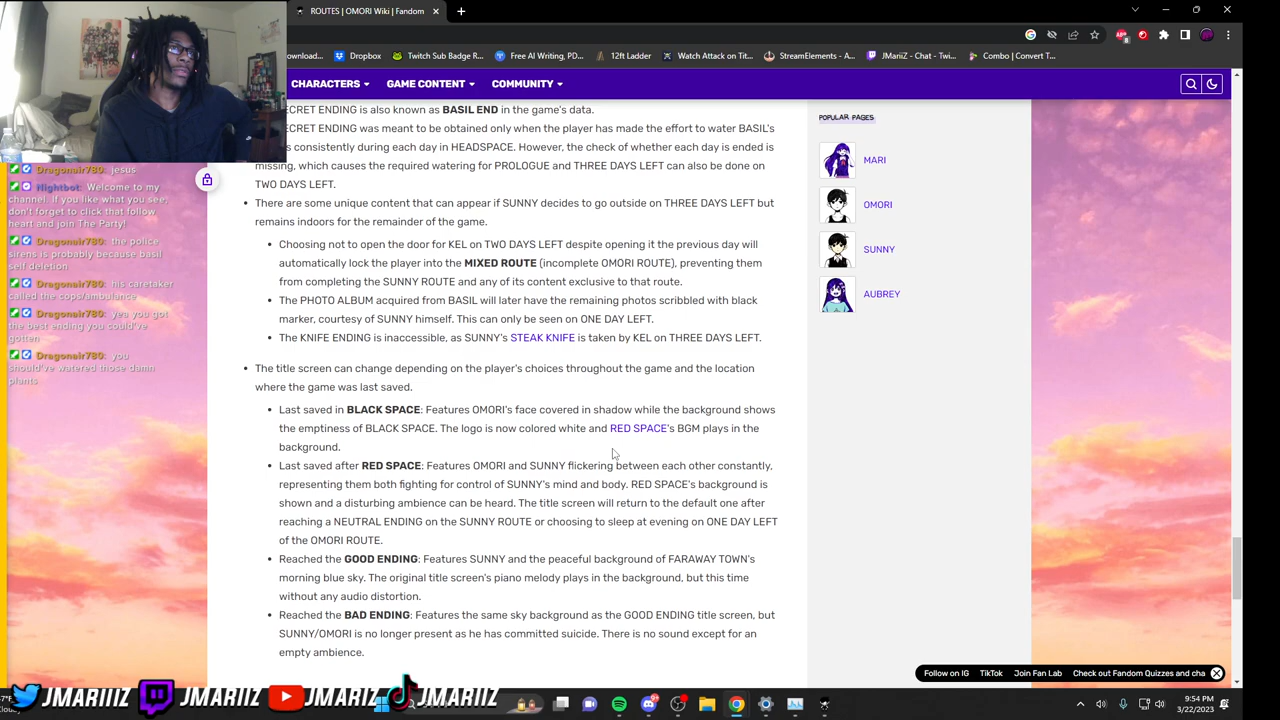 ROUTES | OMORI Wiki | Fandom
ownload...
Dropbox
Twitch Sub Badge R...
Free AI Writing, PD...
12ft Ladder
Watch Attack on Tit...
StreamElements - A...
JMariiZ - Chat - Twi...
Combo | Convert T...
CHARACTERS
GAME CONTENT
COMMUNITY
ECRET ENDING is also known as BASIL END in the game's data.
ECRET ENDING was meant to be obtained only when the player has made the effort to water BASIL's
s consistently during each day in HEADSPACE. However, the check of whether each day is ended is
missing, which causes the required watering for PROLOGUE and THREE DAYS LEFT can also be done on
TWO DAYS LEFT.
There are some unique content that can appear if SUNNY decides to go outside on THREE DAYS LEFT but
remains indoors for the remainder of the game.
Choosing not to open the door for KEL on TWO DAYS LEFT despite opening it the previous day will
automatically lock the player into the MIXED ROUTE (incomplete OMORI ROUTE), preventing them
from completing the SUNNY ROUTE and any of its content exclusive to that route.
The PHOTO ALBUM acquired from BASIL will later have the remaining photos scribbled with black
marker, courtesy of SUNNY himself. This can only be seen on ONE DAY LEFT.
The KNIFE ENDING is inaccessible, as SUNNY's STEAK KNIFE is taken by KEL on THREE DAYS LEFT.
The title screen can change depending on the player's choices throughout the game and the location
where the game was last saved.
Last saved in BLACK SPACE: Features OMORI's face covered in shadow while the background shows
the emptiness of BLACK SPACE. The logo is now colored white and RED SPACE's BGM plays in the
background.
Last saved after RED SPACE: Features OMORI and SUNNY flickering between each other constantly,
representing them both fighting for control of SUNNY's mind and body. RED SPACE's background is
shown and a disturbing ambience can be heard. The title screen will return to the default one after
reaching a NEUTRAL ENDING on the SUNNY ROUTE or choosing to sleep at evening on ONE DAY LEFT
of the OMORI ROUTE.
Reached the GOOD ENDING: Features SUNNY and the peaceful background of FARAWAY TOWN's
morning blue sky. The original title screen's piano melody plays in the background, but this time
without any audio distortion.
Reached the BAD ENDING: Features the same sky background as the GOOD ENDING title screen, but
SUNNY/OMORI is no longer present as he has committed suicide. There is no sound except for an
empty ambience.
POPULAR PAGES
MARI
OMORI
SUNNY
AUBREY
Dragonair780: jesus
Nightbot: Welcome to my
channel. If you like what you see,
don't forget to click that follow
heart and join The Party!
Dragonair780: the police
sirens is probably because basil
self deletion
Dragonair780: his caretaker
called the cops/ambulance
Dragonair780: yea you got
the best ending you could've
gotten
Dragonair780: you
should've watered those damn
plants
Follow on IG
TikTok
Join Fan Lab
Check out Fandom Quizzes and cha
JMARIIIZ
JMARIIZ
JMARIIZ
JMARIIZ
9:54 PM
3/22/2023